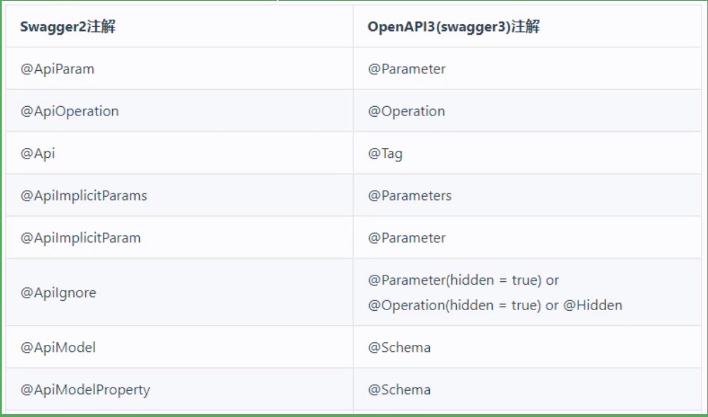 Swagger2注解 OpenAPI3(swagger3)注解
@ApiParam @Parameter
@ApiOperation @Operation
@Api @Tag
@ApiImplicitParams @Parameters
@ApiImplicitParam @Parameter
@ApiIgnore @Parameter(hidden = true) or
@Operation(hidden = true) or @Hidden
@ApiModel @Schema
@ApiModelProperty @Schema